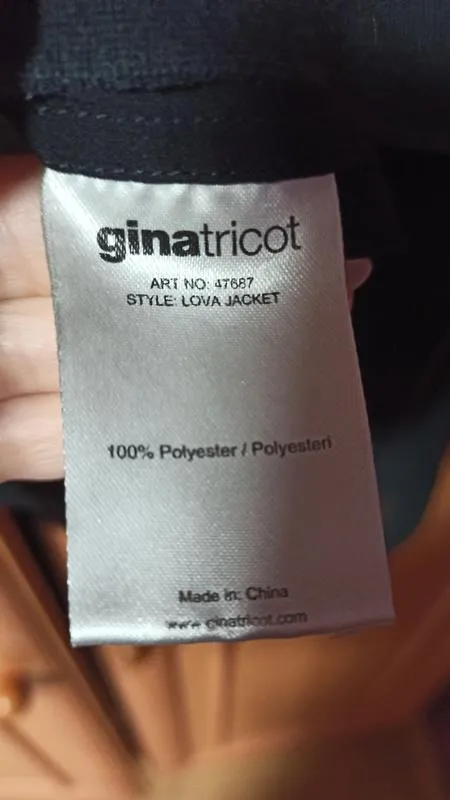 ginatricot
ART NO: 47687
STYLE: LOVA JACKET
100% Polyester / Polyesteri
Made in: China
www.ginatricot.com